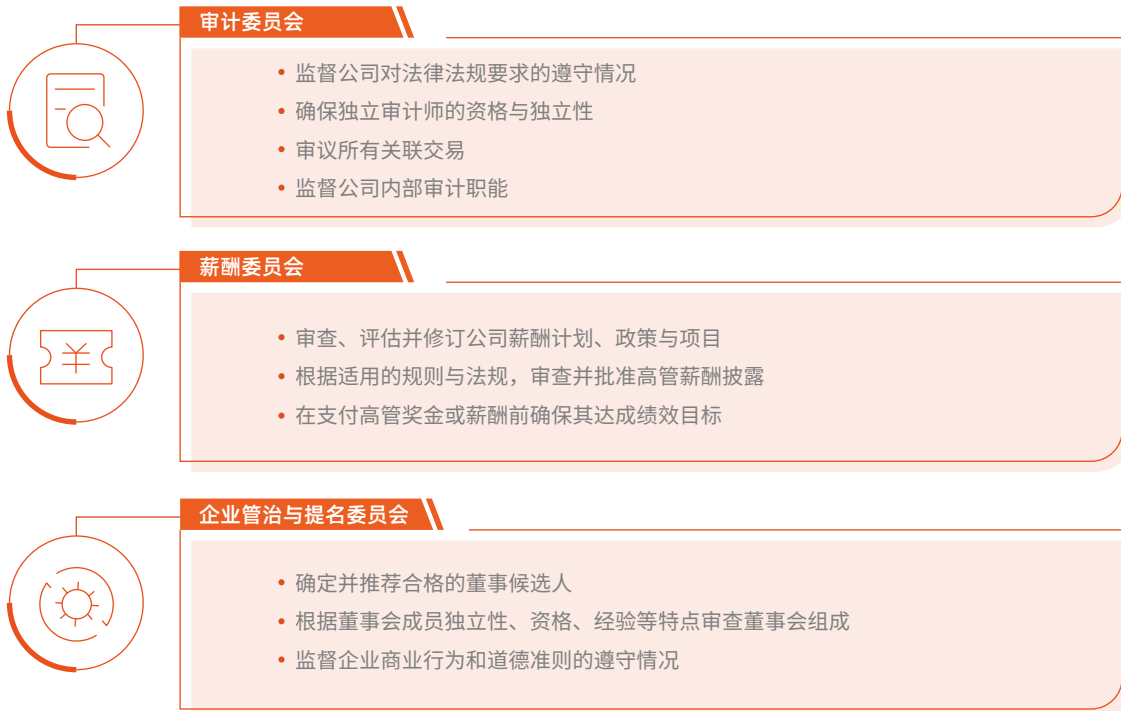 审计委员会
• 监督公司对法律法规要求的遵守情况
• 确保独立审计师的资格与独立性
• 审议所有关联交易
• 监督公司内部审计职能
薪酬委员会
• 审查、评估并修订公司薪酬计划、政策与项目
• 根据适用的规则与法规，审查并批准高管薪酬披露
• 在支付高管奖金或薪酬前确保其达成绩效目标
企业管治与提名委员会
• 确定并推荐合格的董事候选人
• 根据董事会成员独立性、资格、经验等特点审查董事会组成
• 监督企业商业行为和道德准则的遵守情况